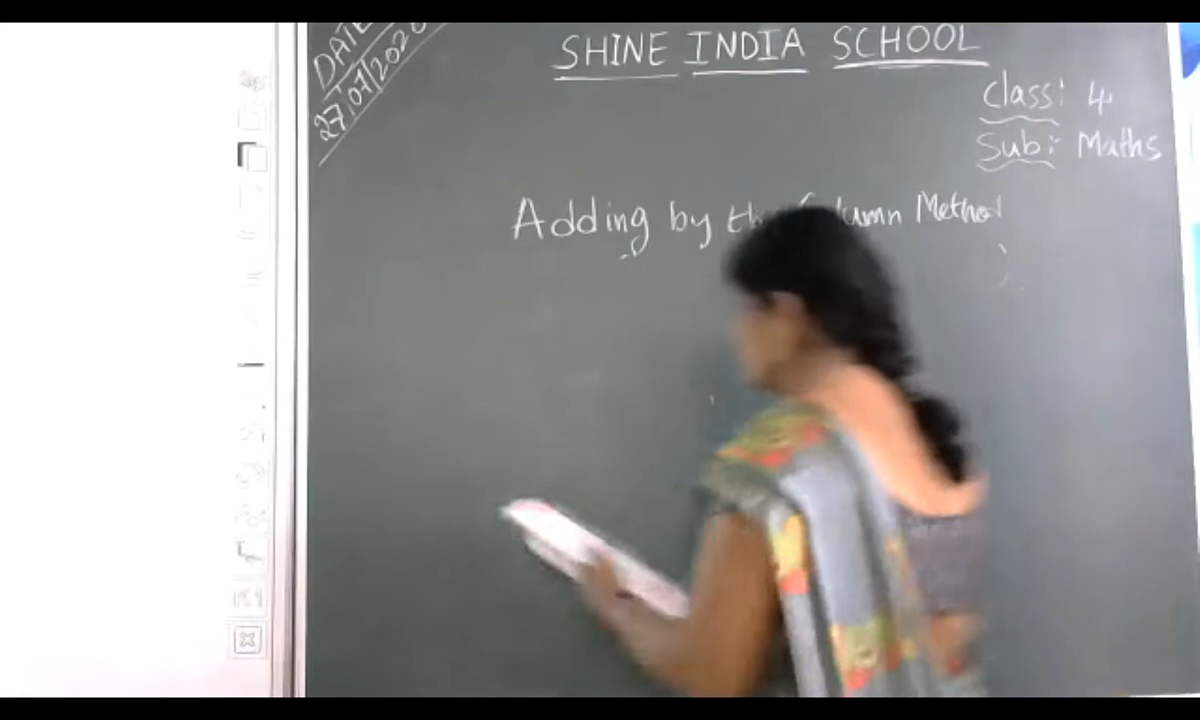 DATE
27/07/2020
SHINE INDIA SCHOOL
Class: 4
Sub: Maths
Adding by the Column Method